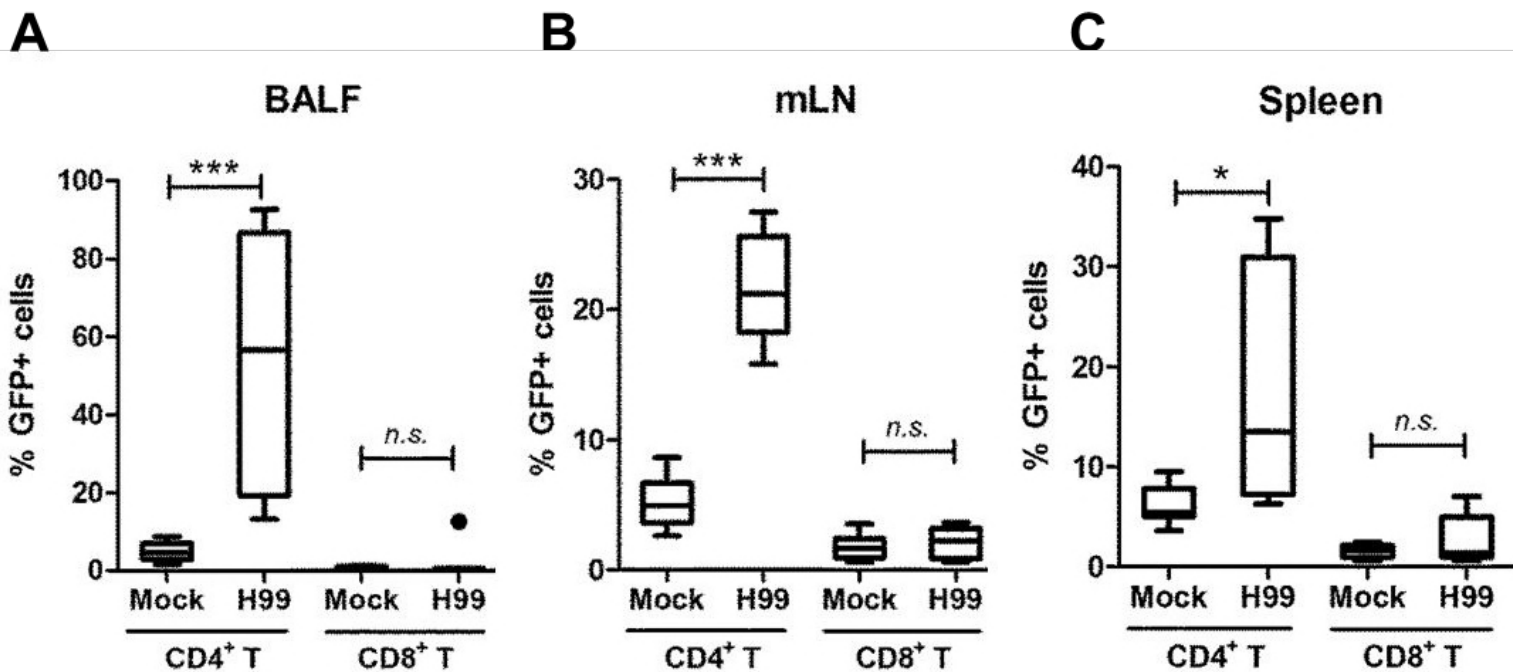 A
BALF
***
n.s.
% GFP+ cells
100
80
60
40
20
0
Mock H99 Mock H99
CD4+ T CD8+ T
B
mLN
***
n.s.
% GFP+ cells
30
20
10
0
Mock H99 Mock H99
CD4+ T CD8+ T
C
Spleen
*
n.s.
% GFP+ cells
40
30
20
10
0
Mock H99 Mock H99
CD4+ T CD8+ T